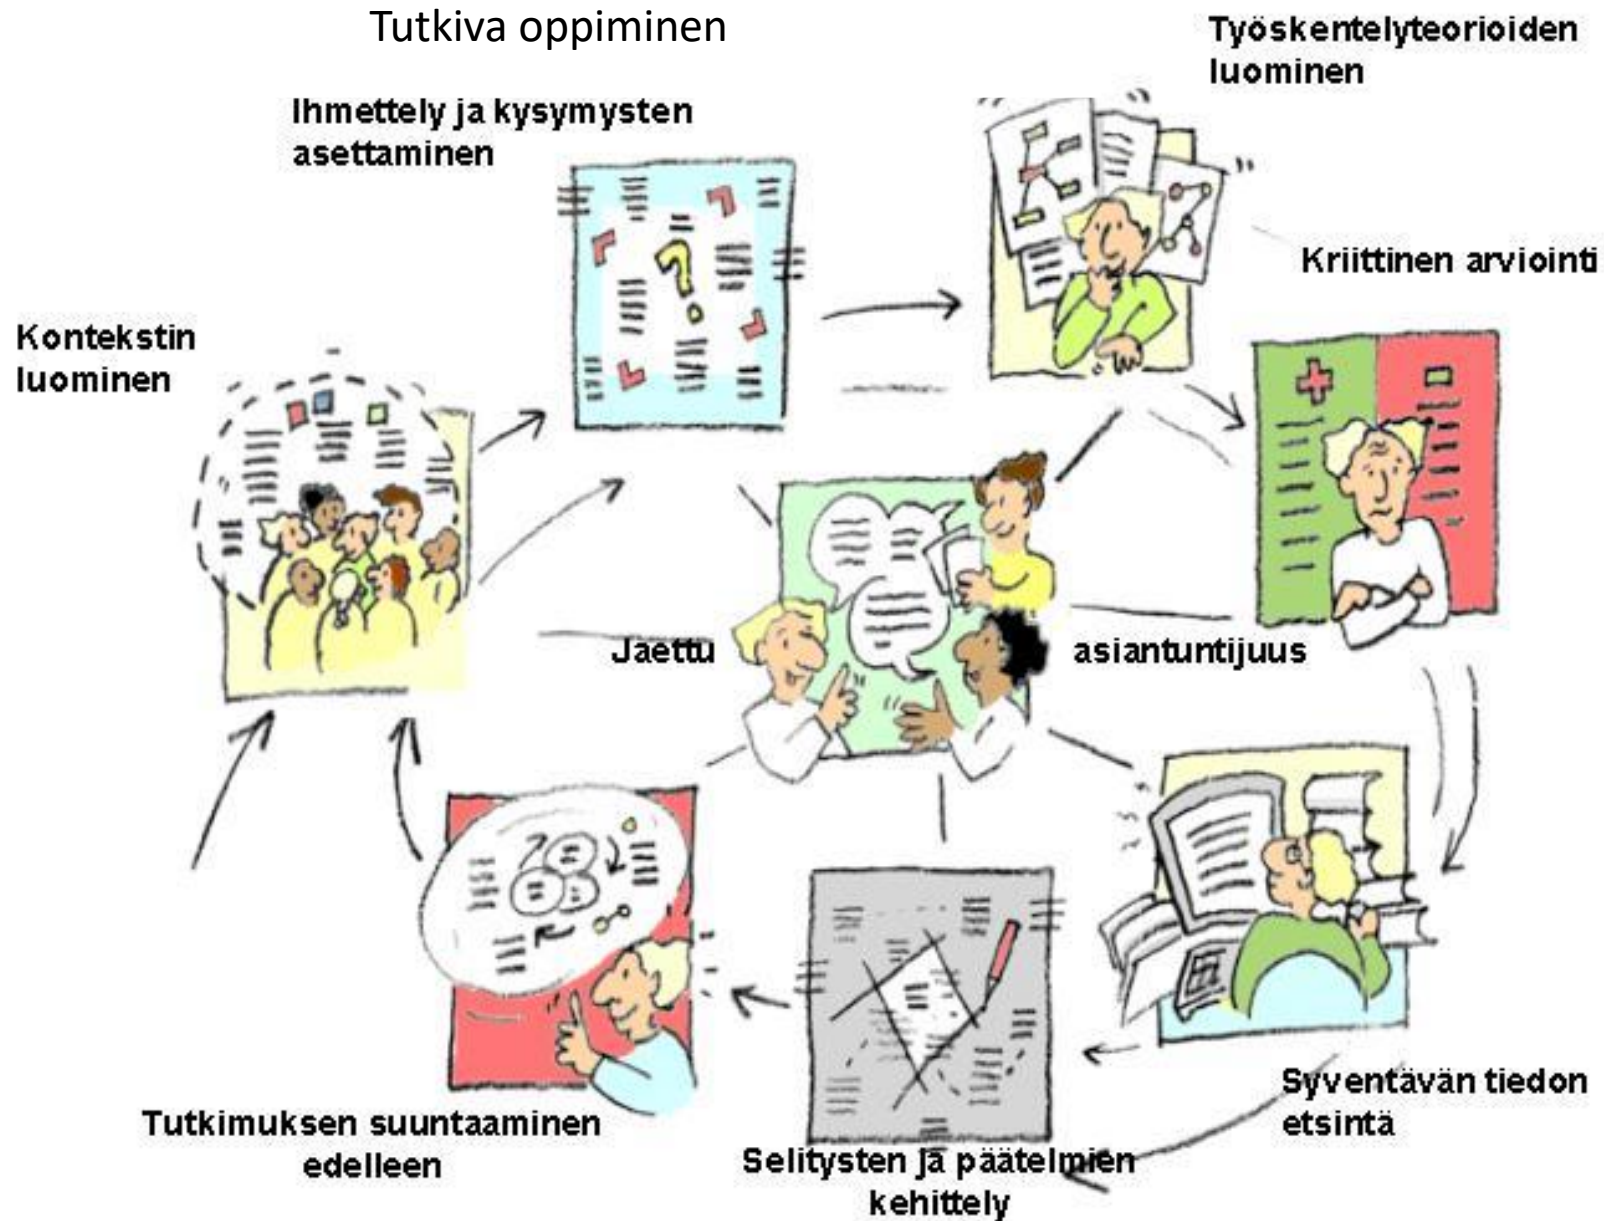 Tutkiva oppiminen
Työskentelyteorioiden
luominen
Ihmettely ja kysymysten
asettaminen
Kriittinen arviointi
Kontekstin
luominen
Jaettu asiantuntijuus
Syventävän tiedon
etsintä
Tutkimuksen suuntaaminen
edelleen
Selitysten ja päätelmien
kehittely